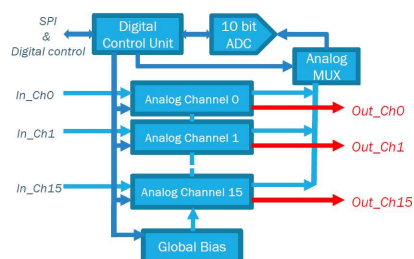 SPI
&
Digital control
Digital
Control Unit
10 bit
ADC
Analog
MUX
In_Ch0
Analog Channel 0
Out_Ch0
In_Ch1
Analog Channel 1
Out_Ch1
In_Ch15
Analog Channel 15
Out_Ch15
Global Bias